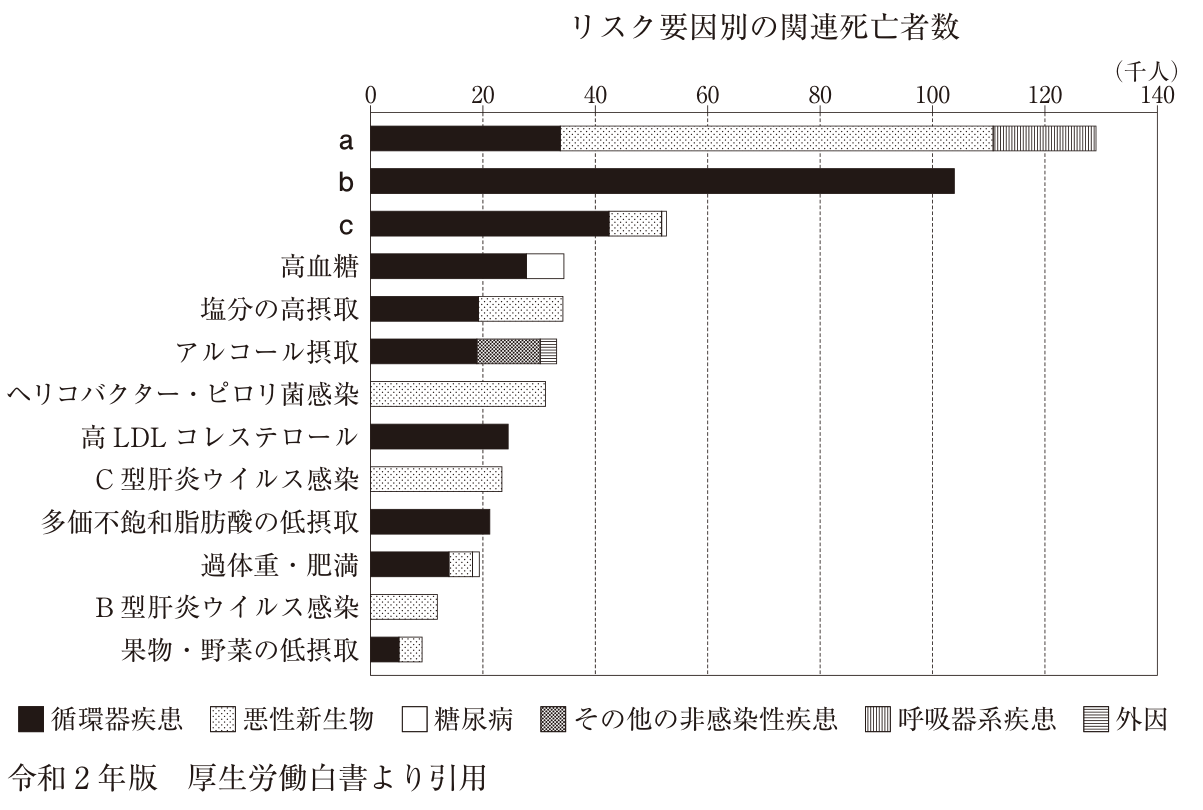 リスク要因別の関連死亡者数
(千人)
0 20 40 60 80 100 120 140
a
b
c
高血糖
塩分の高摂取
アルコール摂取
ヘリコバクター・ピロリ菌感染
高 LDL コレステロール
C 型肝炎ウイルス感染
多価不飽和脂肪酸の低摂取
過体重・肥満
B 型肝炎ウイルス感染
果物・野菜の低摂取
循環器疾患 悪性新生物 糖尿病 その他の非感染性疾患 呼吸器系疾患 外因
令和 2 年版 厚生労働白書より引用